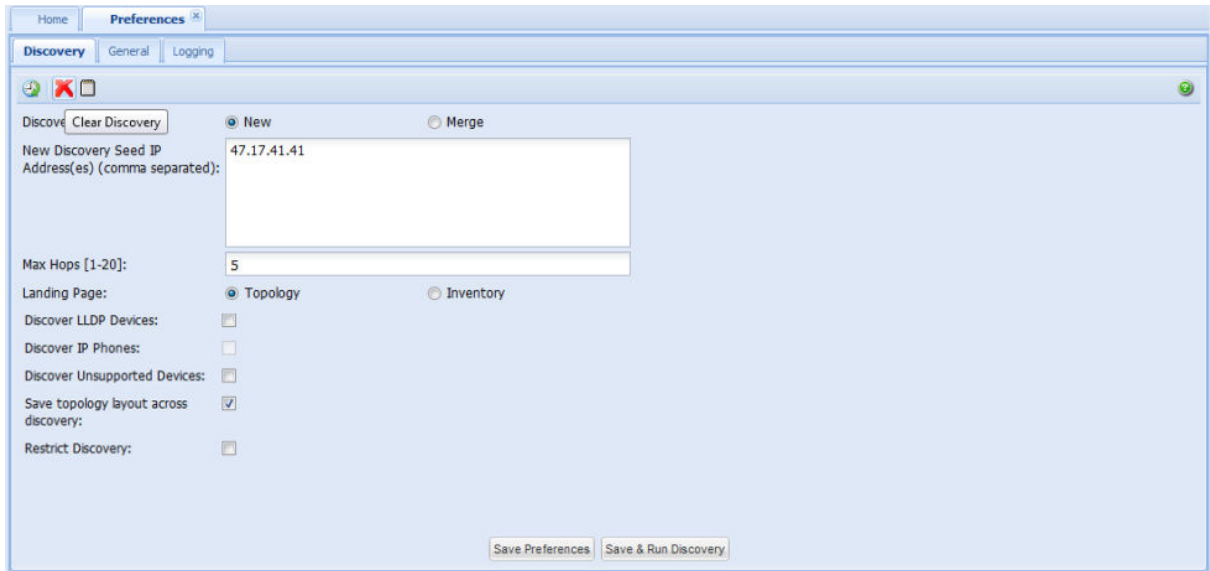 Home Preferences
Discovery General Logging
Discove Clear Discovery New Merge
New Discovery Seed IP 47.17.41.41
Address(es) (comma separated):
Max Hops [1-20]: 5
Landing Page: Topology Inventory
Discover LLDP Devices:
Discover IP Phones:
Discover Unsupported Devices:
Save topology layout across
discovery:
Restrict Discovery:
Save Preferences Save & Run Discovery